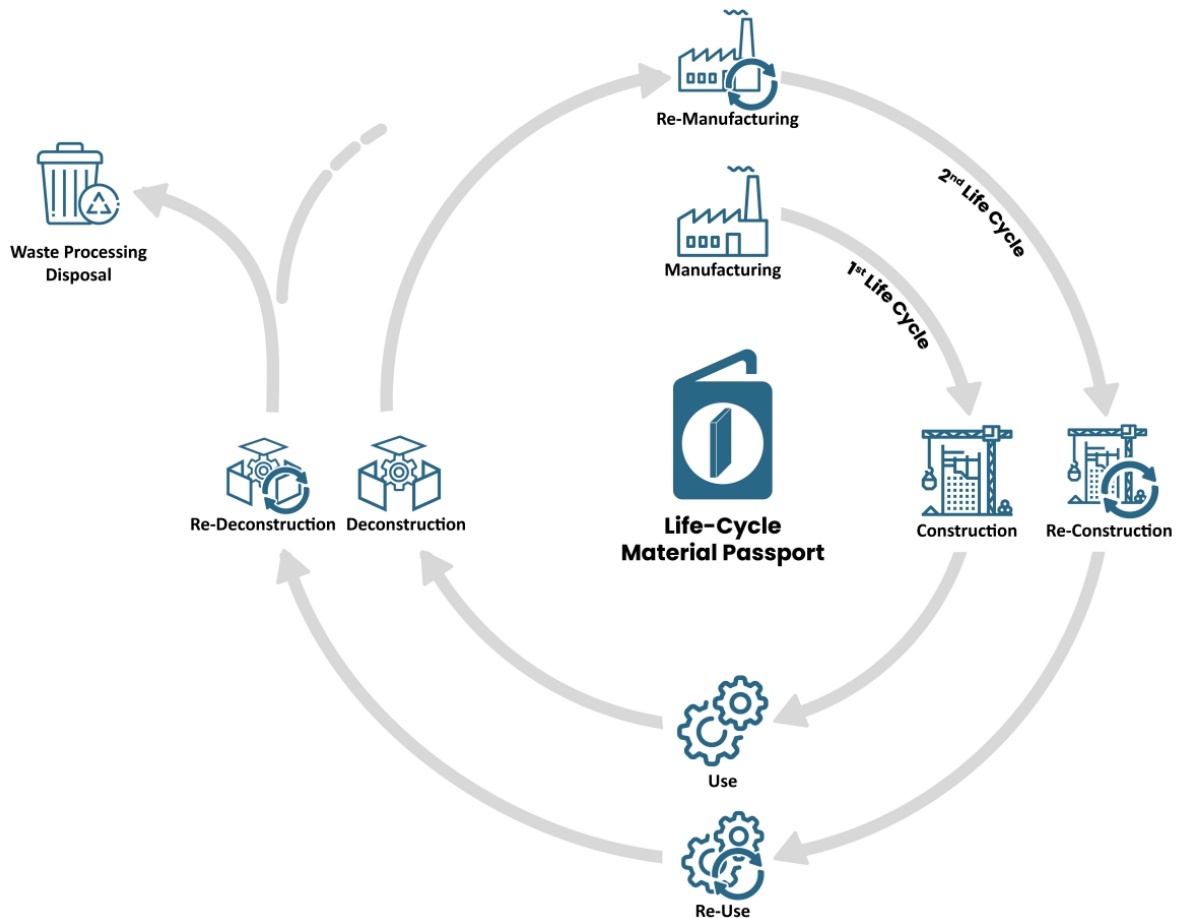 Re-Manufacturing
2nd Life Cycle
Manufacturing
1st Life Cycle
Waste Processing
Disposal
Re-Deconstruction
Deconstruction
Life-Cycle
Material Passport
Construction
Re-Construction
Use
Re-Use